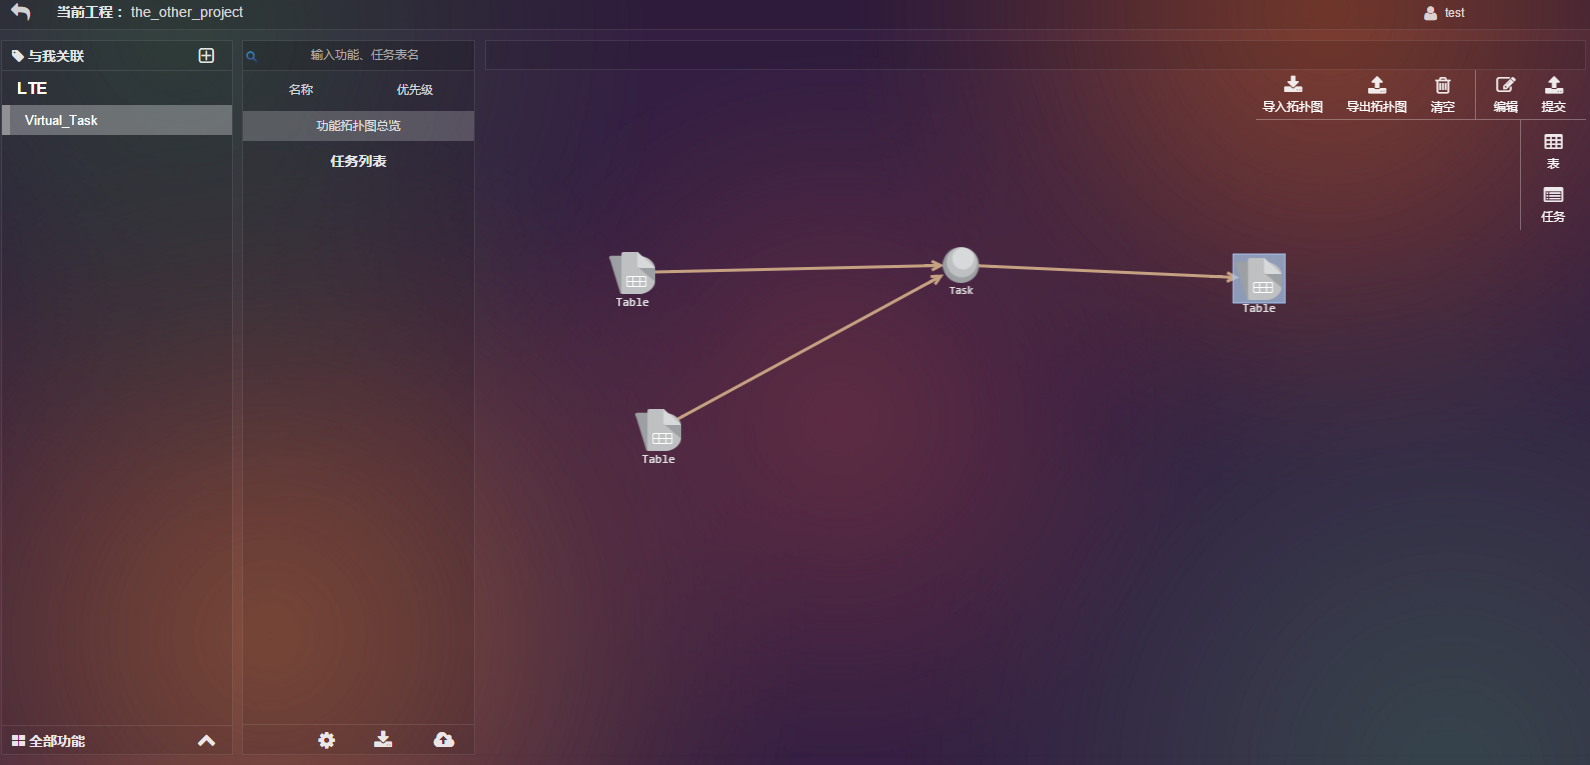 当前工程： the_other_project
test
与我关联
LTE
Virtual_Task
输入功能、任务表名
名称 优先级
功能拓扑图总览
任务列表
导入拓扑图 导出拓扑图 清空 编辑 提交
表
任务
Table
Task
Table
Table
全部功能